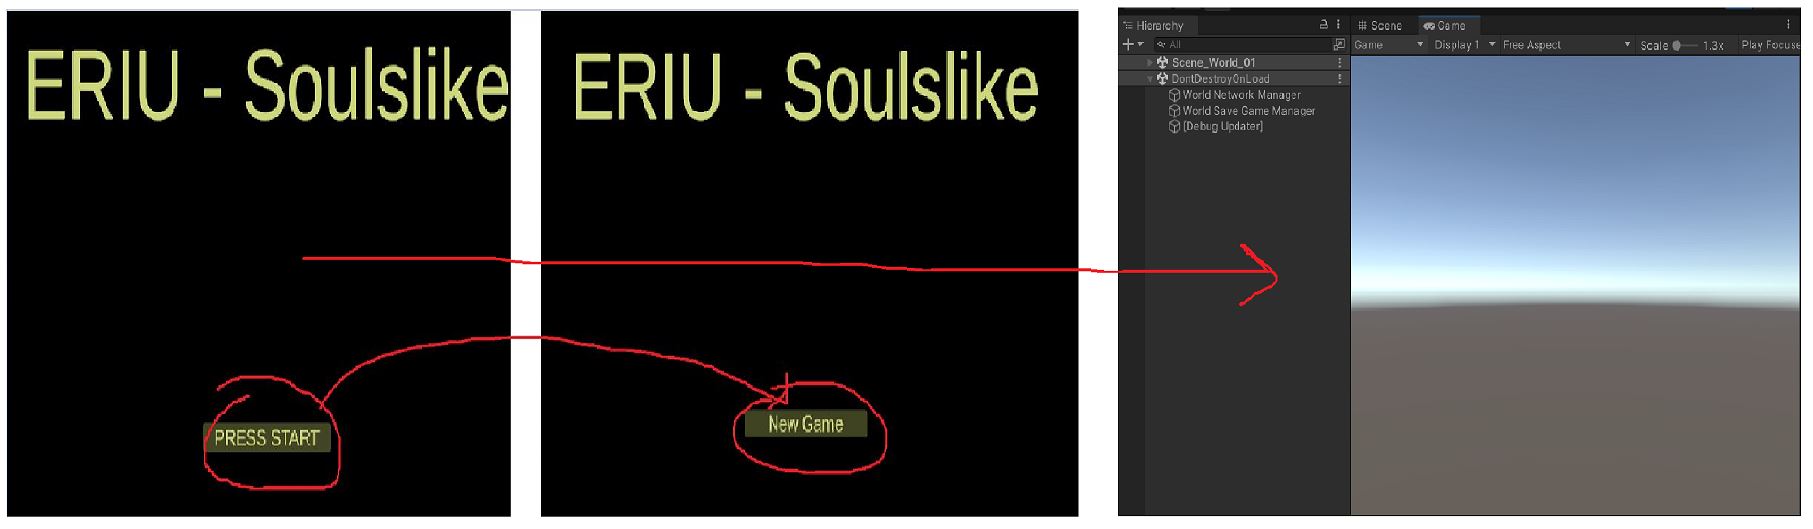 ERIU - Soulslike
PRESS START
ERIU - Soulslike
New Game
Hierarchy
All
Scene_World_01
DontDestroyOnLoad
World Network Manager
World Save Game Manager
[Debug Updater]
Scene Game
Game Display 1 Free Aspect Scale 1.3x Play Focuse